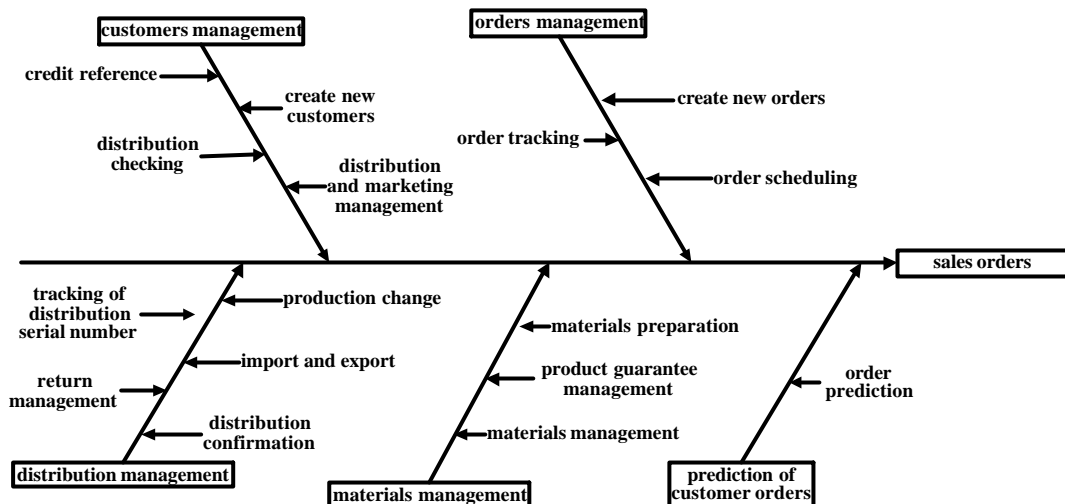 customers management
orders management
credit reference
create new
customers
distribution
checking
distribution
and marketing
management
create new orders
order tracking
order scheduling
sales orders
tracking of
distribution
serial number
production change
import and export
return
management
distribution
confirmation
distribution management
materials preparation
product guarantee
management
materials management
materials management
order
prediction
prediction of
customer orders